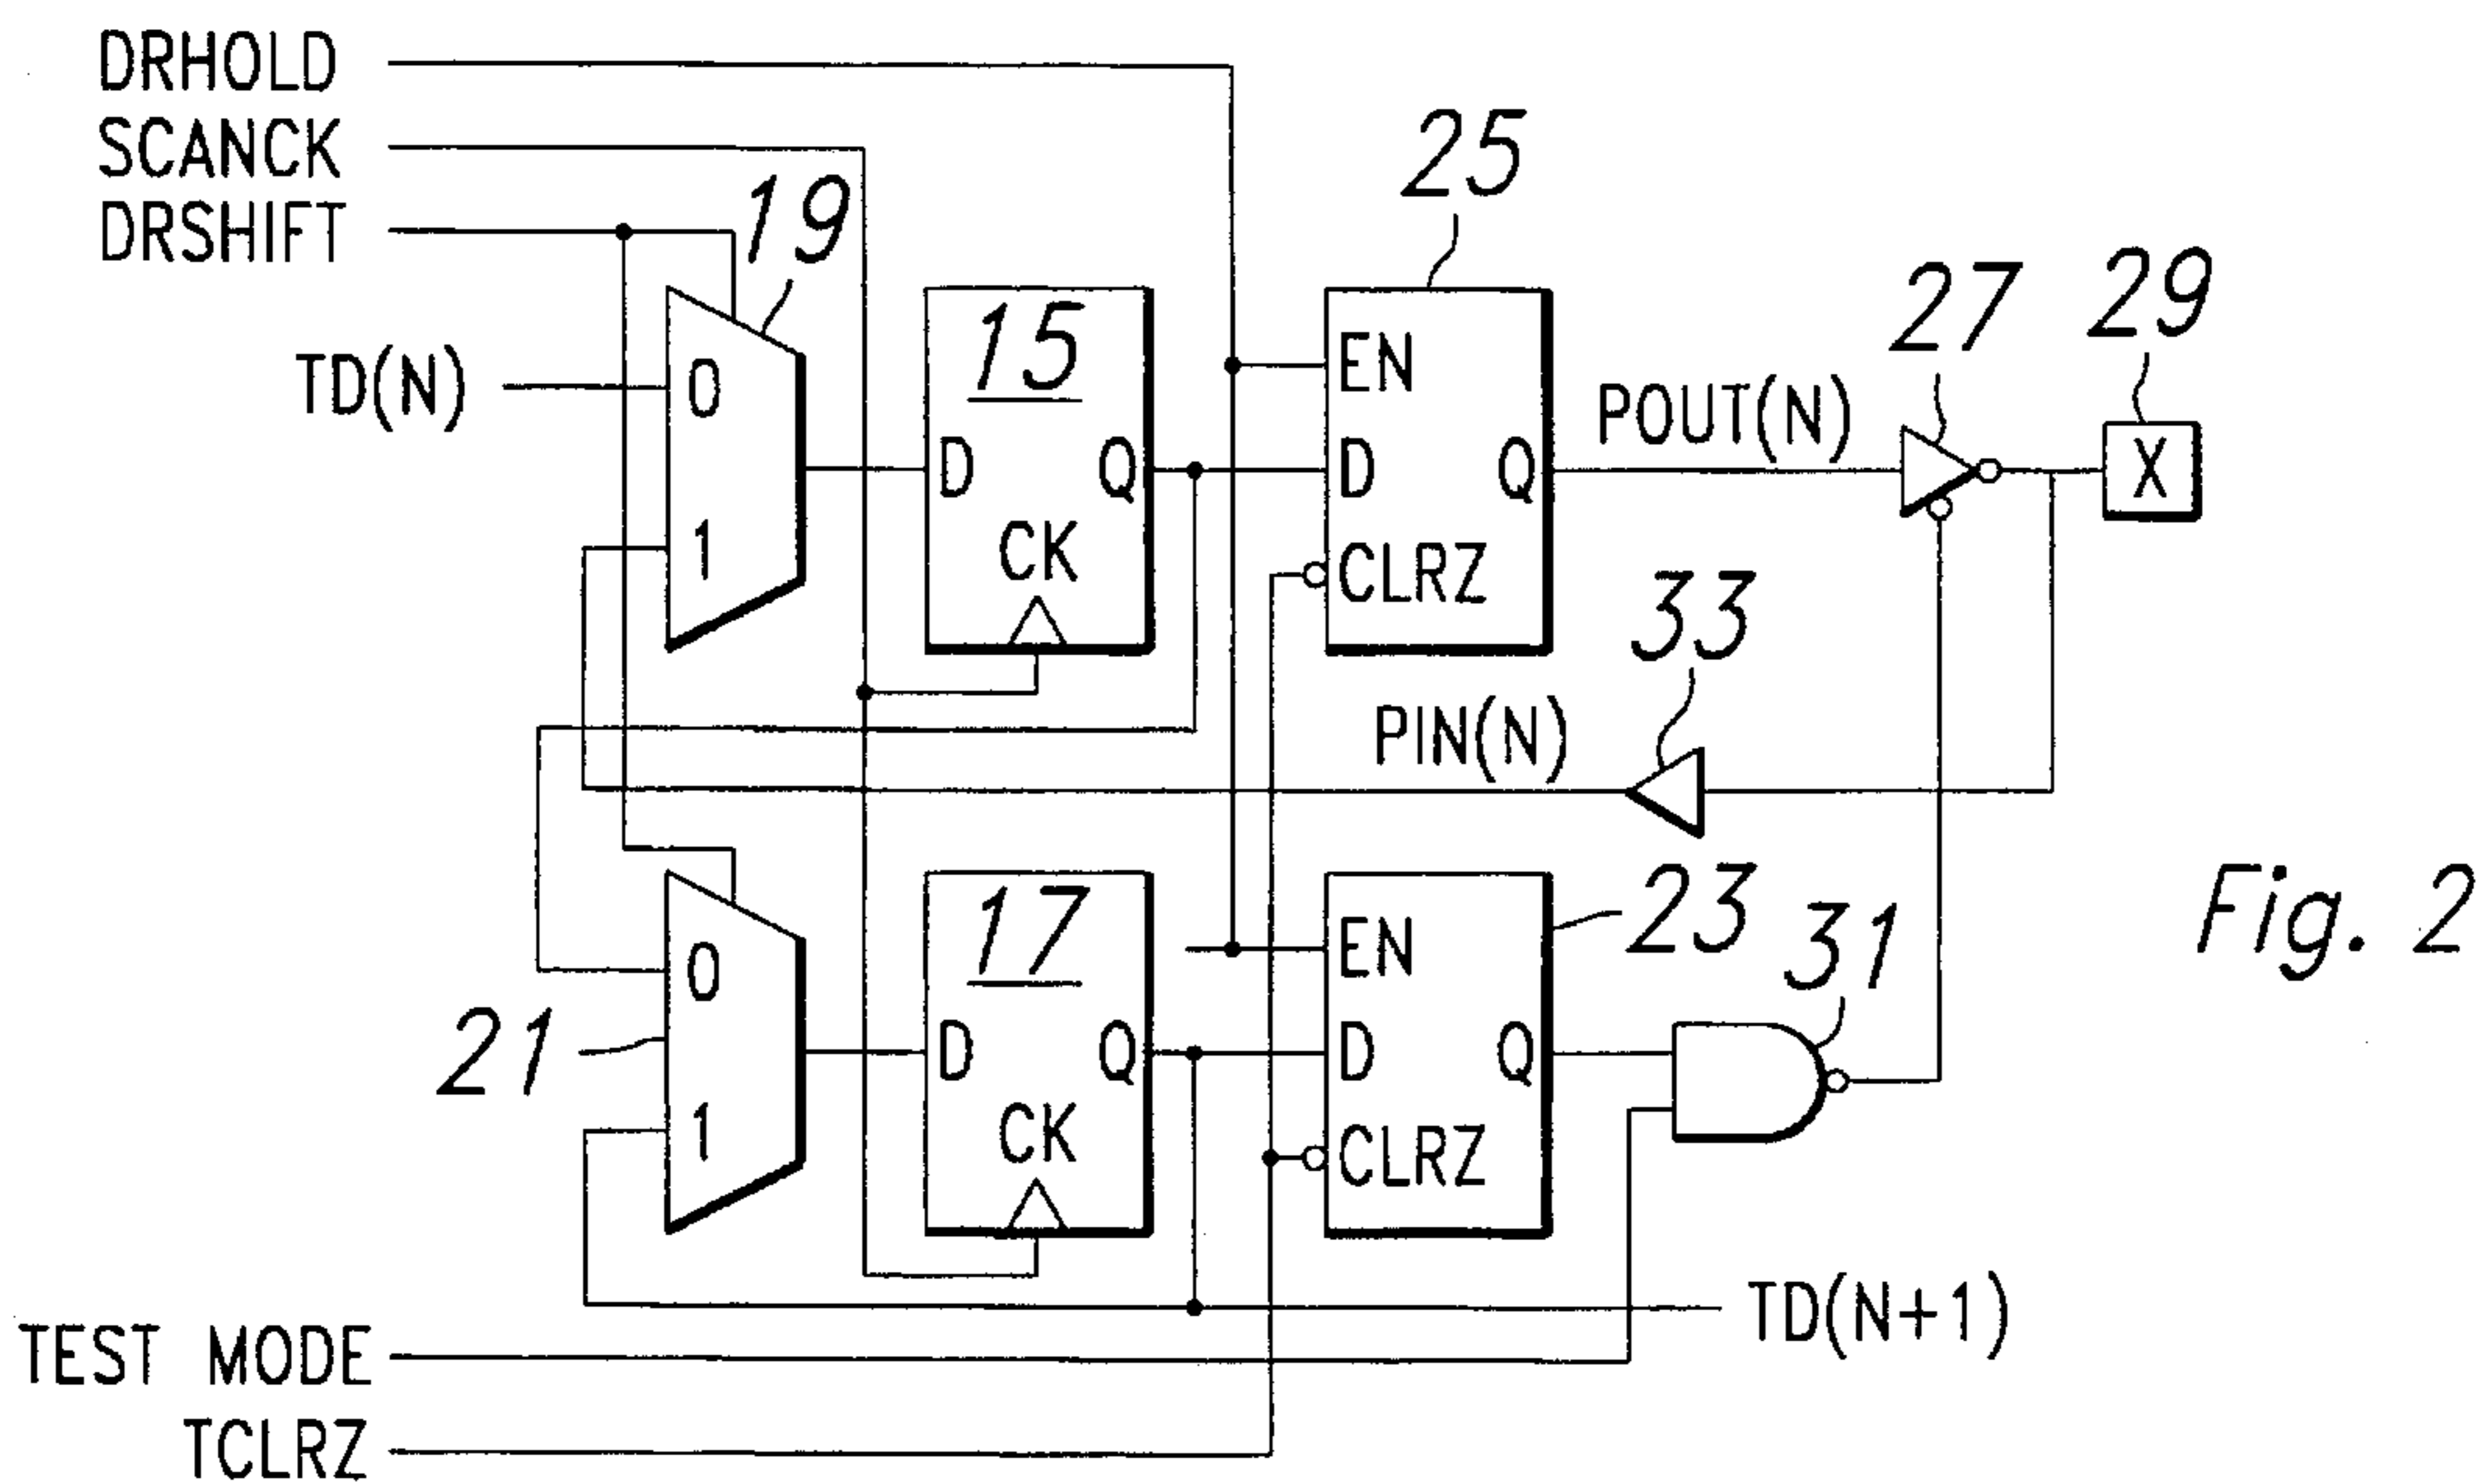 DRHOLD
SCANCK
DRSHIFT
19
25
27
29
TD(N)
0
1
15
D
Q
CK
EN
D
Q
CLRZ
POUT(N)
X
33
PIN(N)
21
0
1
17
D
Q
CK
EN
D
Q
CLRZ
23
31
Fig. 2
TD(N+1)
TEST MODE
TCLRZ